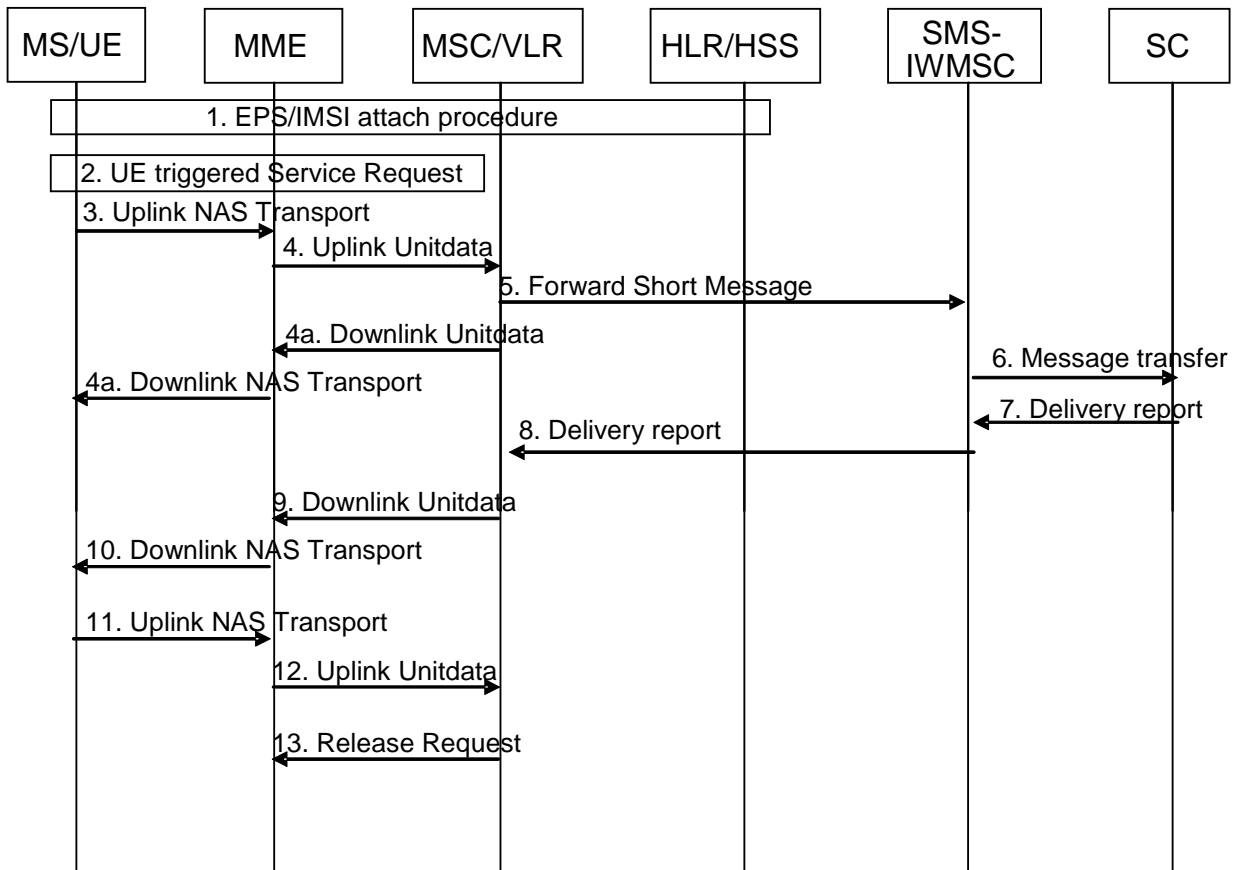 MS/UE
MME
MSC/VLR
HLR/HSS
SMS-
IWMSC
SC
1. EPS/IMSI attach procedure
2. UE triggered Service Request
3. Uplink NAS Transport
4. Uplink Unitdata
5. Forward Short Message
4a. Downlink Unitdata
6. Message transfer
4a. Downlink NAS Transport
7. Delivery report
8. Delivery report
9. Downlink Unitdata
10. Downlink NAS Transport
11. Uplink NAS Transport
12. Uplink Unitdata
13. Release Request